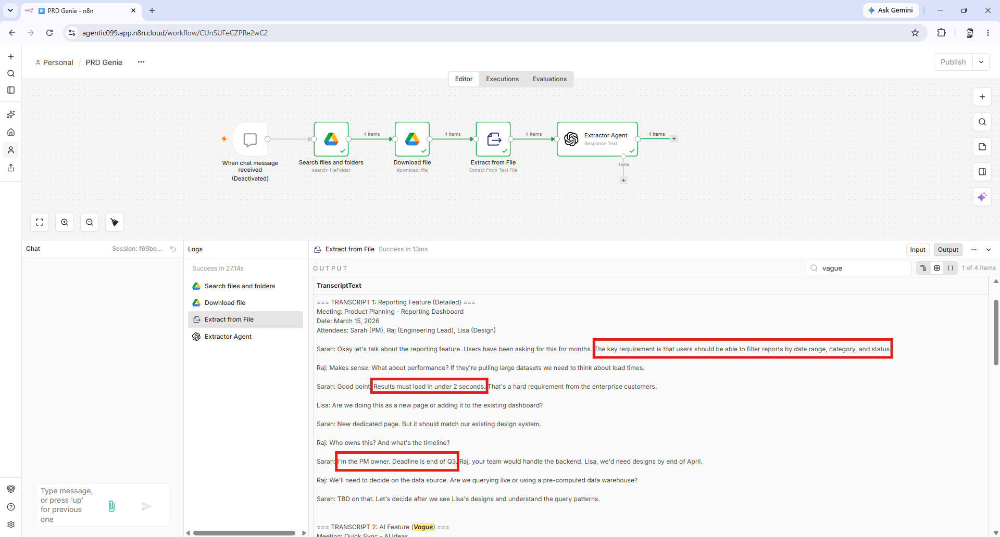 PRD Genie - n8n
Ask Gemini
agentic099.app.n8n.cloud/workflow/CUnSUFeCZPRe2wC2
Personal / PRD Genie ...
Publish
Editor Executions Evaluations
4 items
4 items
4 items
4 items
Extractor Agent
Response Text
Tools
When chat message
received
(Deactivated)
Search files and folders
search: fileFolder
Download file
download: file
Extract from File
Extract From Text File
Chat
Session: f69be...
Type message,
or press ‘up’
for previous
one
Logs
Success in 27.14s
Search files and folders
Download file
Extract from File
Extractor Agent
Extract from File Success in 13ms
Input Output ...
OUTPUT
vague
1 of 4 items
TranscriptText
=== TRANSCRIPT 1: Reporting Feature (Detailed) ===
Meeting: Product Planning - Reporting Dashboard
Date: March 15, 2026
Attendees: Sarah (PM), Raj (Engineering Lead), Lisa (Design)
Sarah: Okay let's talk about the reporting feature. Users have been asking for this for months. The key requirement is that users should be able to filter reports by date range, category, and status.
Raj: Makes sense. What about performance? If they're pulling large datasets we need to think about load times.
Sarah: Good point. Results must load in under 2 seconds. That's a hard requirement from the enterprise customers.
Lisa: Are we doing this as a new page or adding it to the existing dashboard?
Sarah: New dedicated page. But it should match our existing design system.
Raj: Who owns this? And what's the timeline?
Sarah: I'm the PM owner. Deadline is end of Q3. Raj, your team would handle the backend. Lisa, we'd need designs by end of April.
Raj: We'll need to decide on the data source. Are we querying live or using a pre-computed data warehouse?
Sarah: TBD on that. Let's decide after we see Lisa's designs and understand the query patterns.
=== TRANSCRIPT 2: AI Feature (Vague) ===
Meeting: Quick Sync - AI Ideas